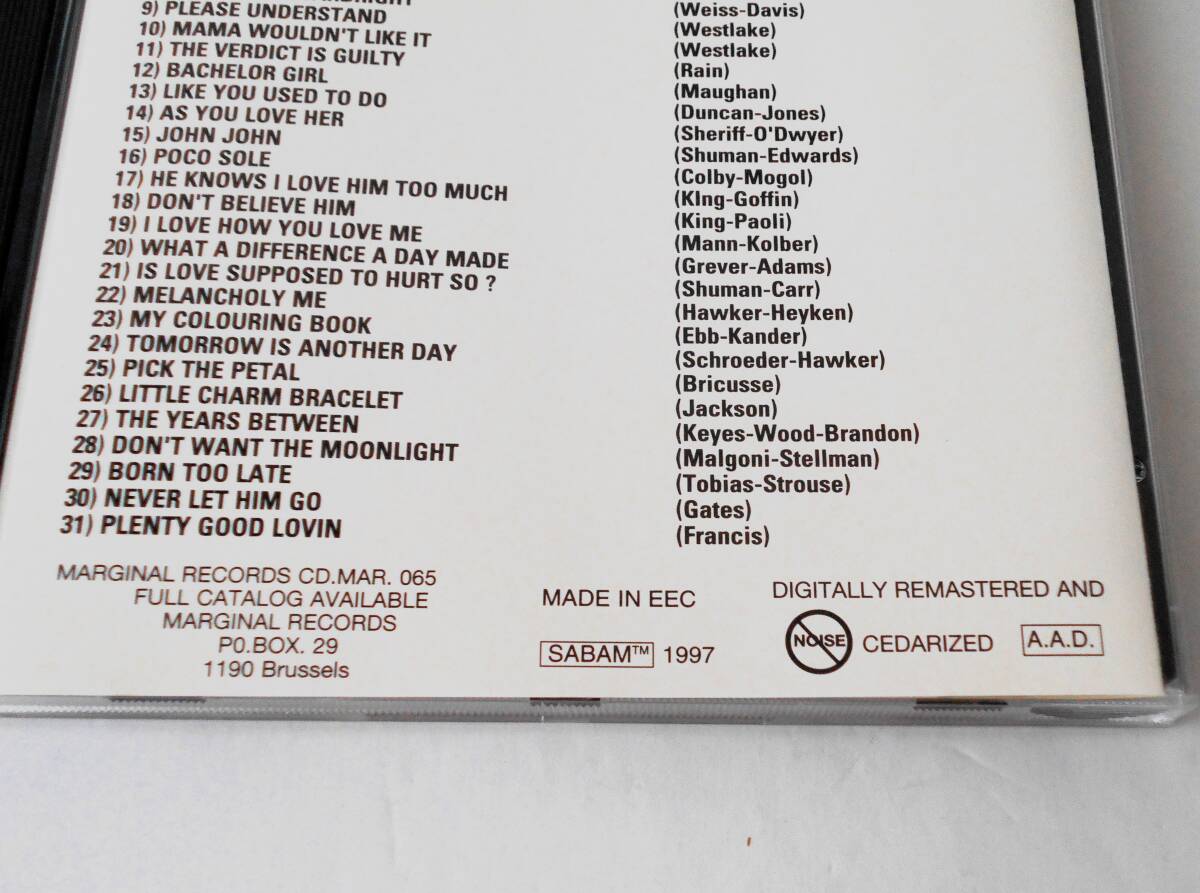 (Weiss-Davis)
9) PLEASE UNDERSTAND (Westlake)
10) MAMA WOULDN'T LIKE IT (Westlake)
11) THE VERDICT IS GUILTY (Rain)
12) BACHELOR GIRL (Maughan)
13) LIKE YOU USED TO DO (Duncan-Jones)
14) AS YOU LOVE HER (Sheriff-O'Dwyer)
15) JOHN JOHN (Shuman-Edwards)
16) POCO SOLE (Colby-Mogol)
17) HE KNOWS I LOVE HIM TOO MUCH (KIng-Goffin)
18) DON'T BELIEVE HIM (King-Paoli)
19) I LOVE HOW YOU LOVE ME (Mann-Kolber)
20) WHAT A DIFFERENCE A DAY MADE (Grever-Adams)
21) IS LOVE SUPPOSED TO HURT SO ? (Shuman-Carr)
22) MELANCHOLY ME (Hawker-Heyken)
23) MY COLOURING BOOK (Ebb-Kander)
24) TOMORROW IS ANOTHER DAY (Schroeder-Hawker)
25) PICK THE PETAL (Bricusse)
26) LITTLE CHARM BRACELET (Jackson)
27) THE YEARS BETWEEN (Keyes-Wood-Brandon)
28) DON'T WANT THE MOONLIGHT (Malgoni-Stellman)
29) BORN TOO LATE (Tobias-Strouse)
30) NEVER LET HIM GO (Gates)
31) PLENTY GOOD LOVIN (Francis)
MARGINAL RECORDS CD.MAR. 065
FULL CATALOG AVAILABLE
MARGINAL RECORDS
P0.BOX. 29
1190 Brussels
MADE IN EEC
SABAM™ 1997
DIGITALLY REMASTERED AND
NOISE CEDARIZED A.A.D.